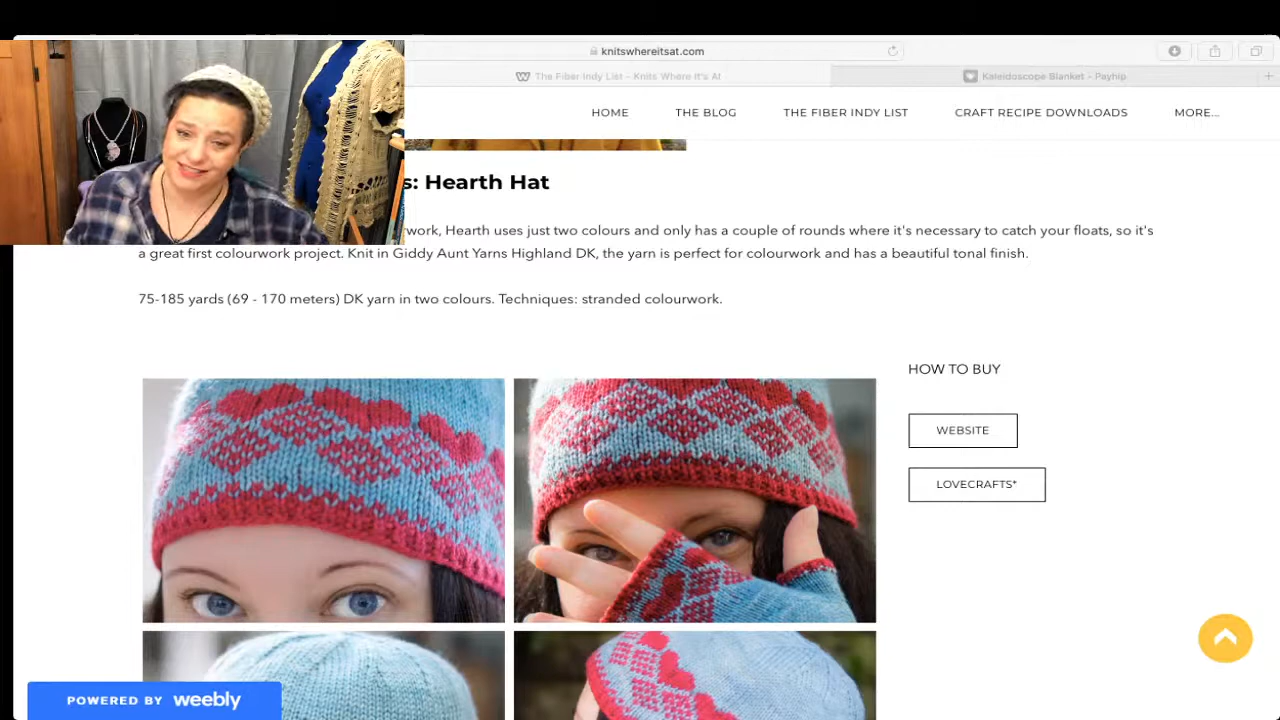 knitswhereitsat.com
The Fiber Indy List - Knits Where It's At
Kaleidoscope Blanket - Payhip
HOME THE BLOG THE FIBER INDY LIST CRAFT RECIPE DOWNLOADS MORE...
s: Hearth Hat
rwork, Hearth uses just two colours and only has a couple of rounds where it's necessary to catch your floats, so it's
a great first colourwork project. Knit in Giddy Aunt Yarns Highland DK, the yarn is perfect for colourwork and has a beautiful tonal finish.
75-185 yards (69 - 170 meters) DK yarn in two colours. Techniques: stranded colourwork.
HOW TO BUY
WEBSITE
LOVECRAFTS*
POWERED BY weebly